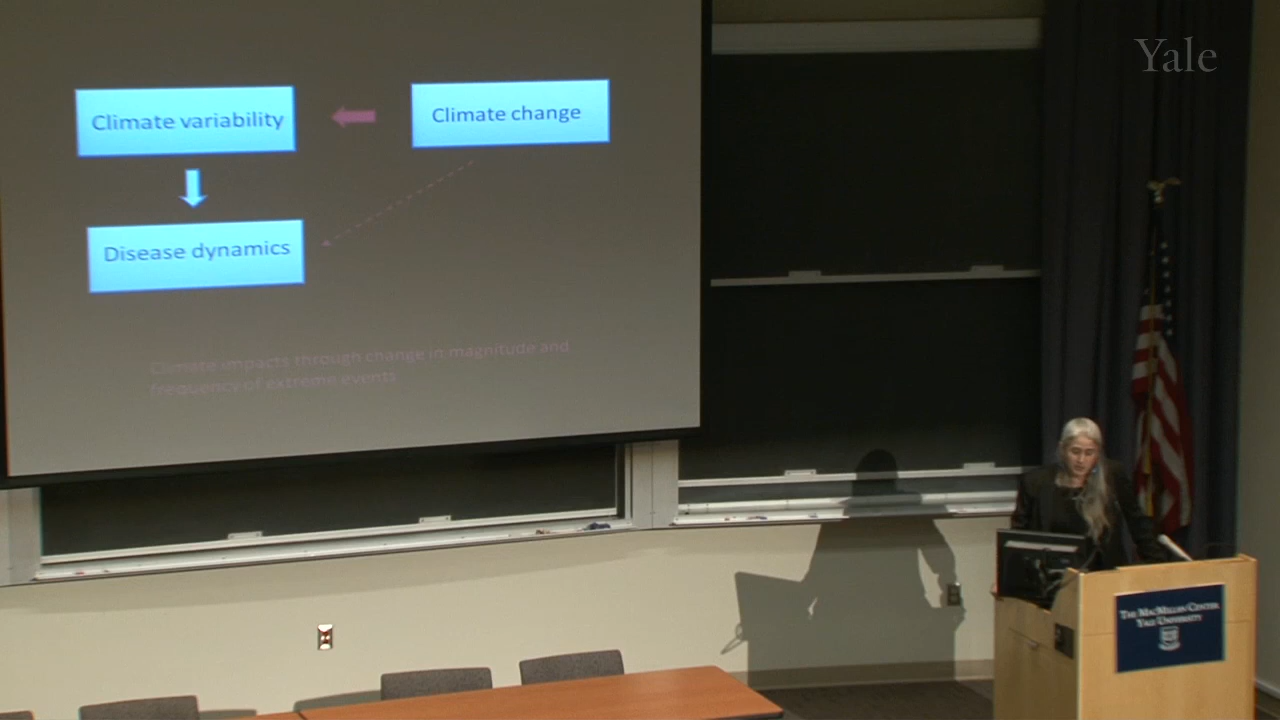 Yale
Climate variability
Climate change
Disease dynamics
Climate impacts through change in magnitude and
frequency of extreme events
THE MACMILLAN CENTER
YALE UNIVERSITY